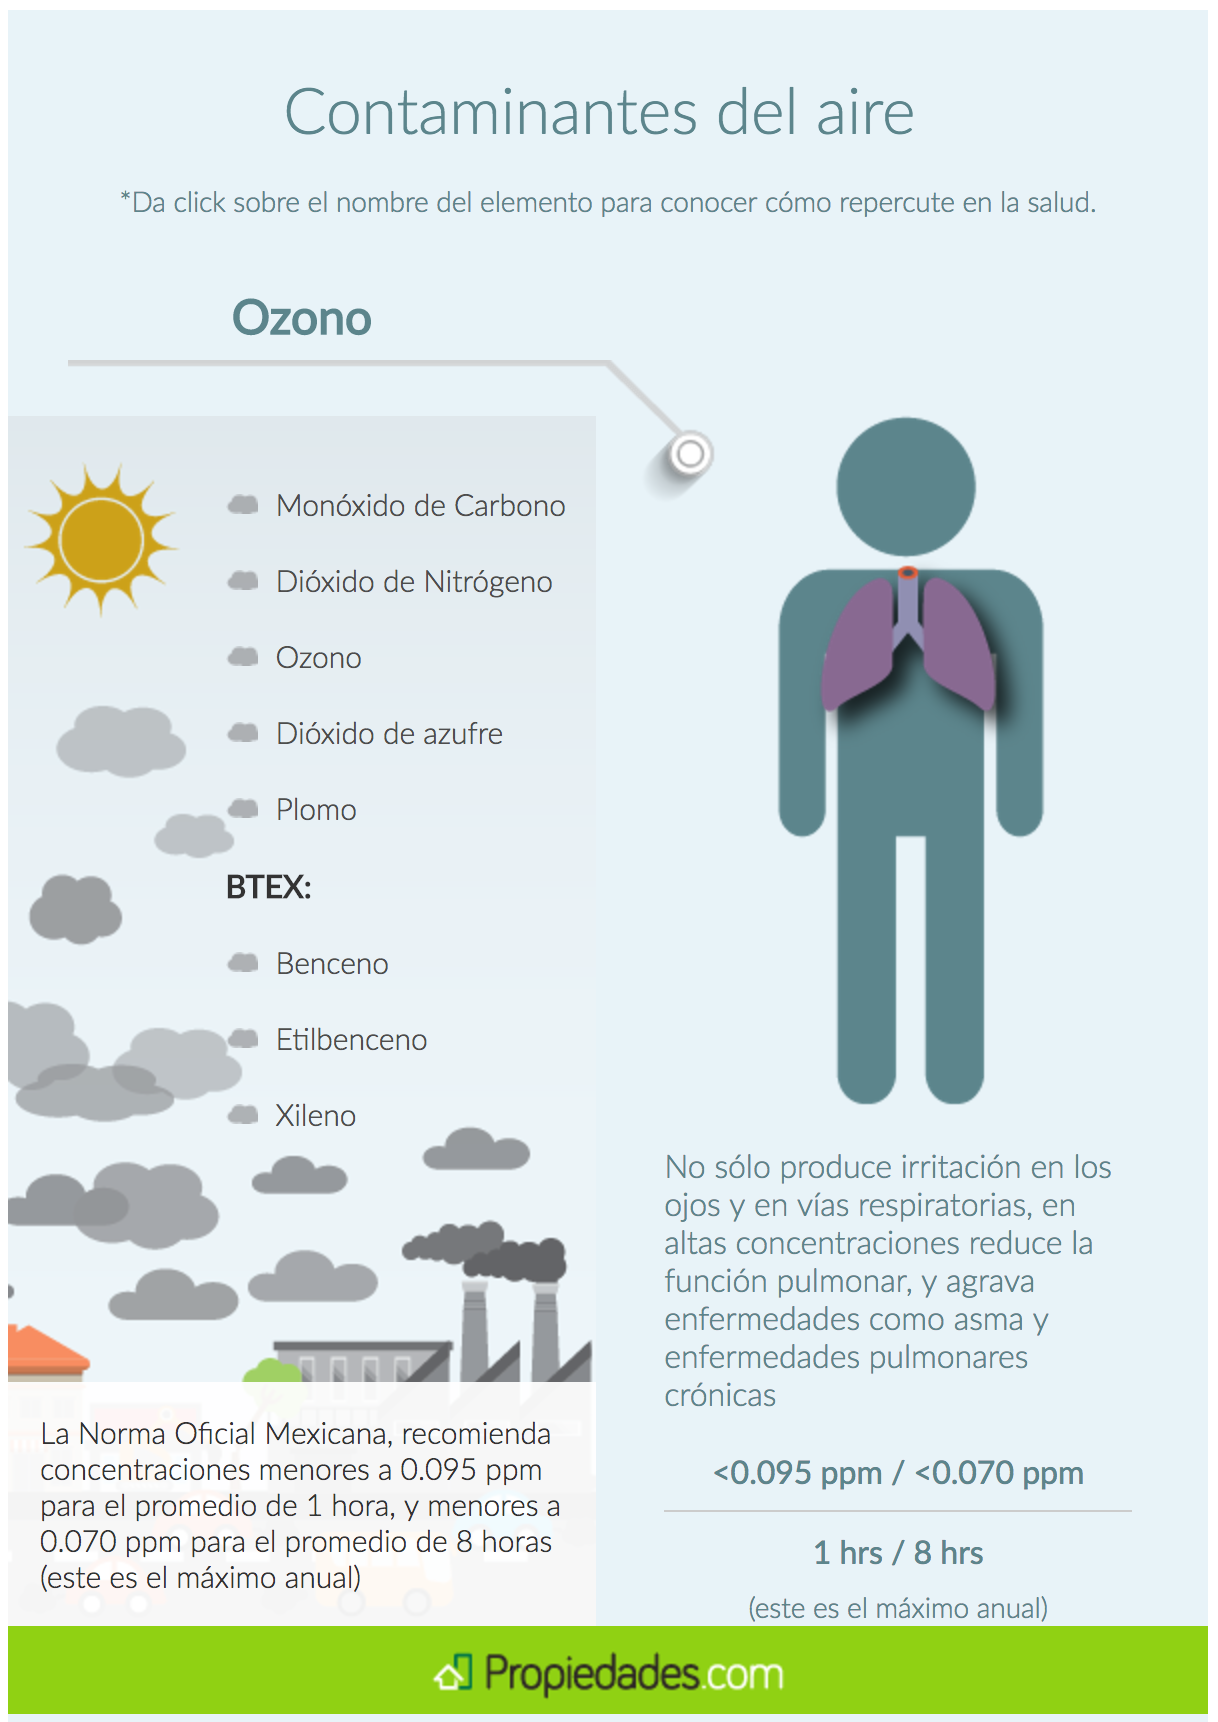 Contaminantes del aire
*Da click sobre el nombre del elemento para conocer cómo repercute en la salud.
Ozono
Monóxido de Carbono
Dióxido de Nitrógeno
Ozono
Dióxido de azufre
Plomo
BTEX:
Benceno
Etilbenceno
Xileno
La Norma Oficial Mexicana, recomienda
concentraciones menores a 0.095 ppm
para el promedio de 1 hora, y menores a
0.070 ppm para el promedio de 8 horas
(este es el máximo anual)
No sólo produce irritación en los
ojos y en vías respiratorias, en
altas concentraciones reduce la
función pulmonar, y agrava
enfermedades como asma y
enfermedades pulmonares
crónicas
<0.095 ppm / <0.070 ppm
1 hrs / 8 hrs
(este es el máximo anual)
Propiedades.com